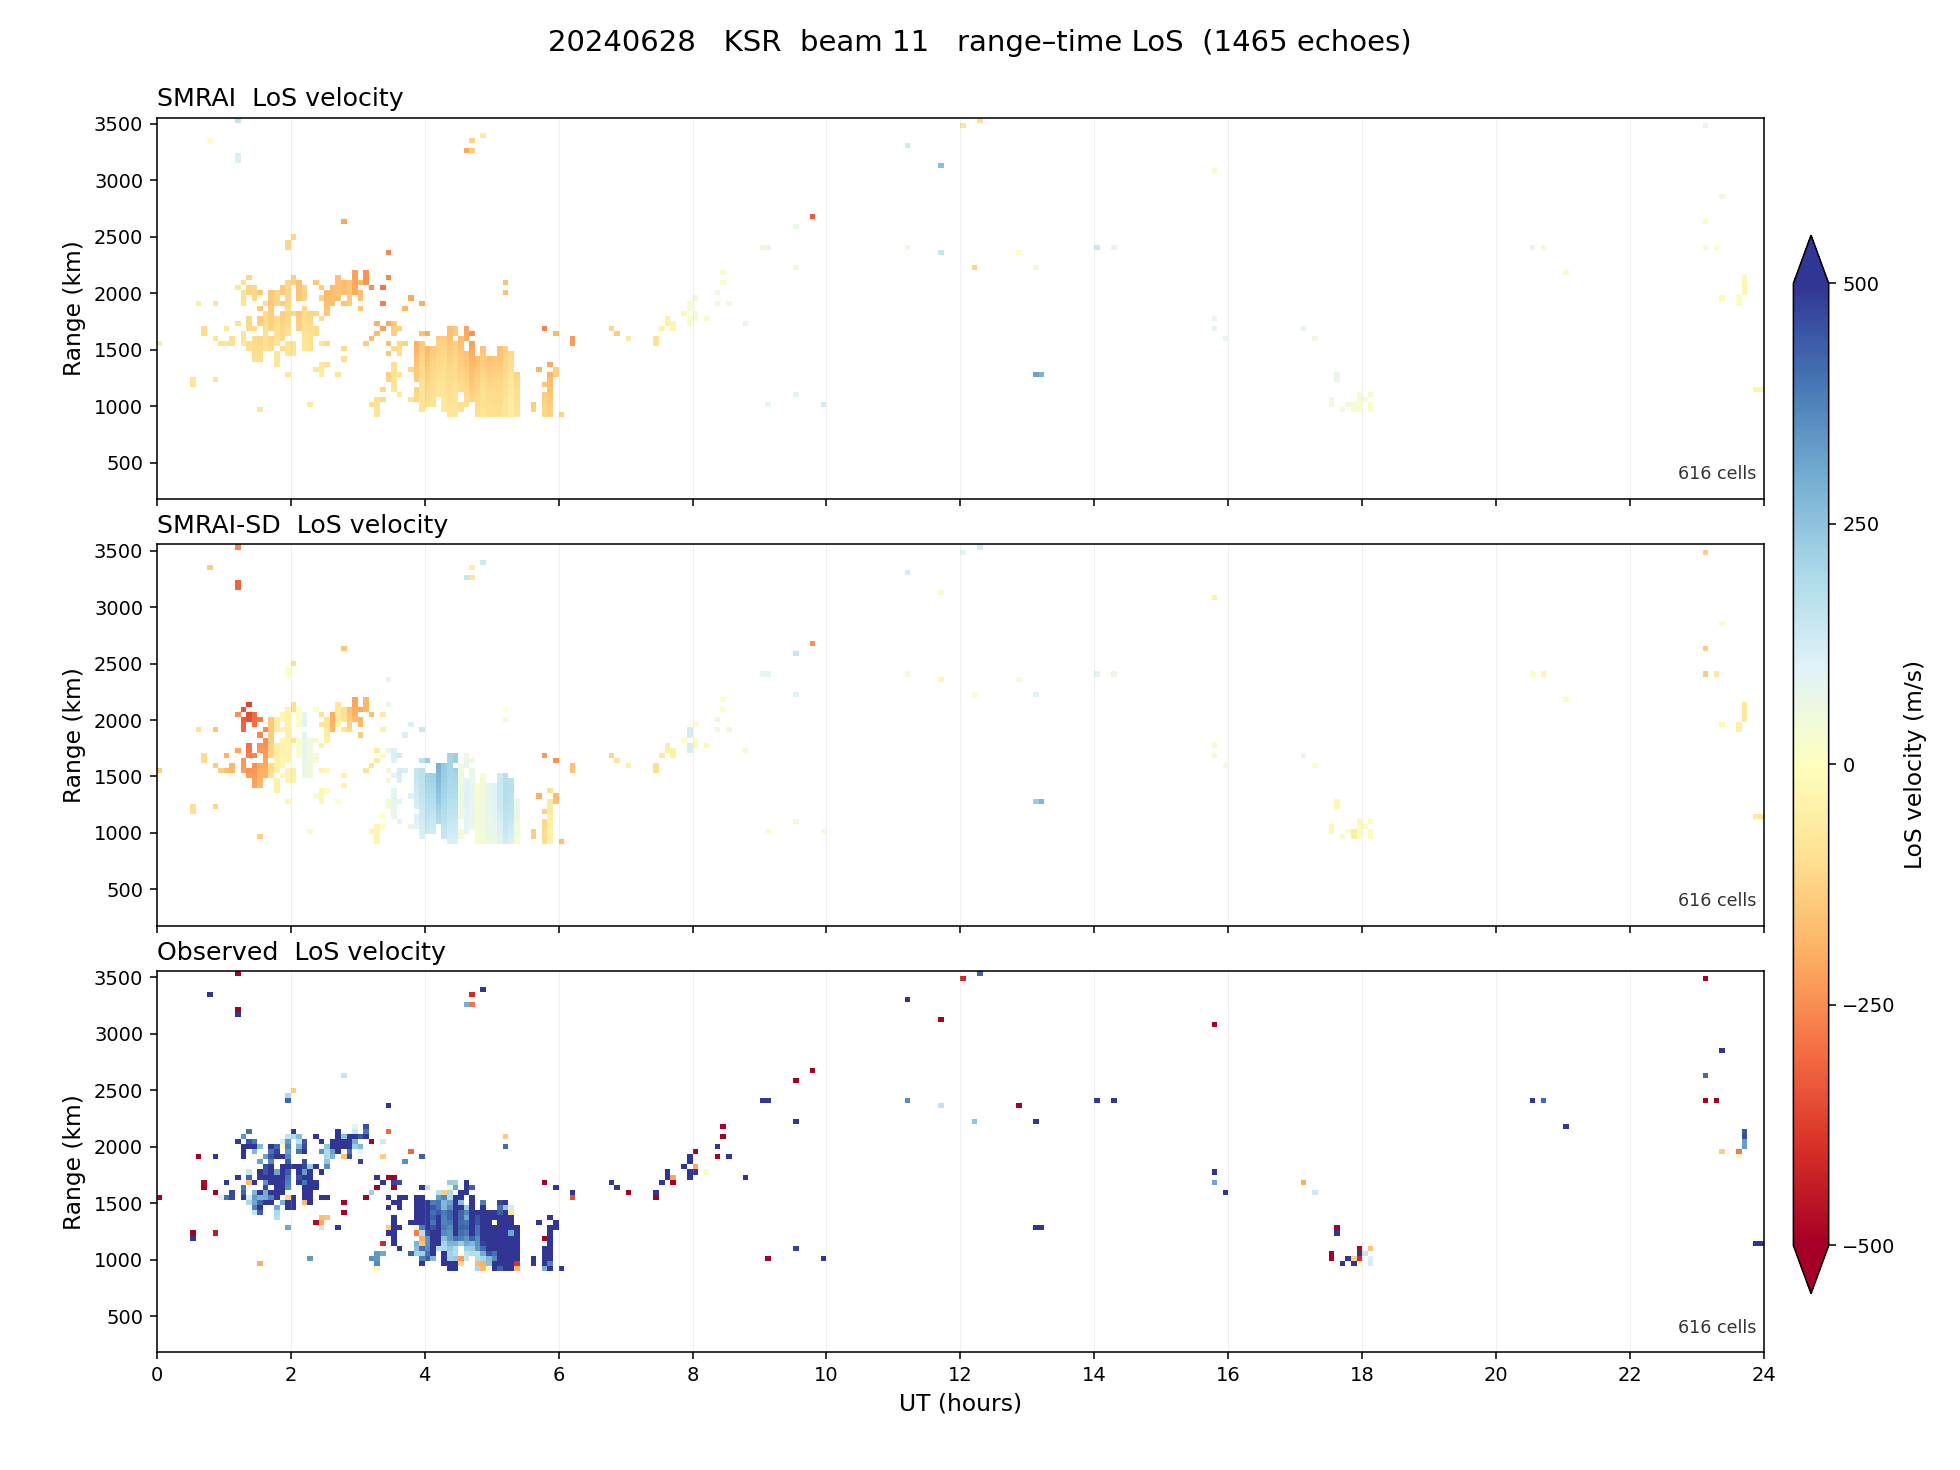 20240628 KSR beam 11 range–time LoS (1465 echoes)
SMRAI LoS velocity
3500
3000
2500
2000
1500
1000
500
Range (km)
616 cells
SMRAI-SD LoS velocity
3500
3000
2500
2000
1500
1000
500
Range (km)
616 cells
Observed LoS velocity
3500
3000
2500
2000
1500
1000
500
Range (km)
616 cells
0 2 4 6 8 10 12 14 16 18 20 22 24
UT (hours)
500
250
0
−250
−500
LoS velocity (m/s)